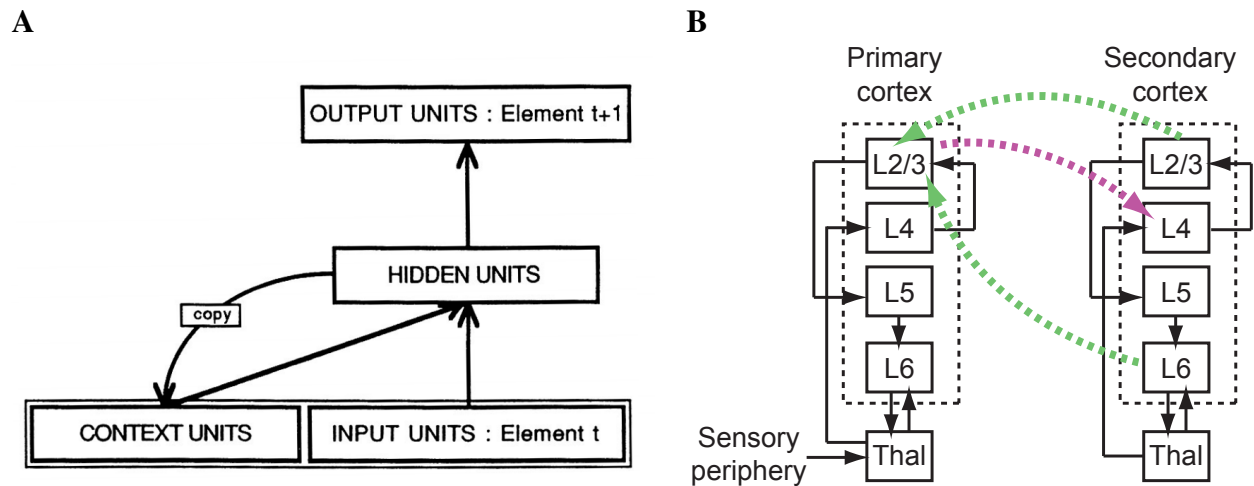 A
OUTPUT UNITS : Element t+1
HIDDEN UNITS
copy
CONTEXT UNITS
INPUT UNITS : Element t
B
Primary
cortex
Secondary
cortex
L2/3
L4
L5
L6
Thal
Sensory
periphery
L2/3
L4
L5
L6
Thal